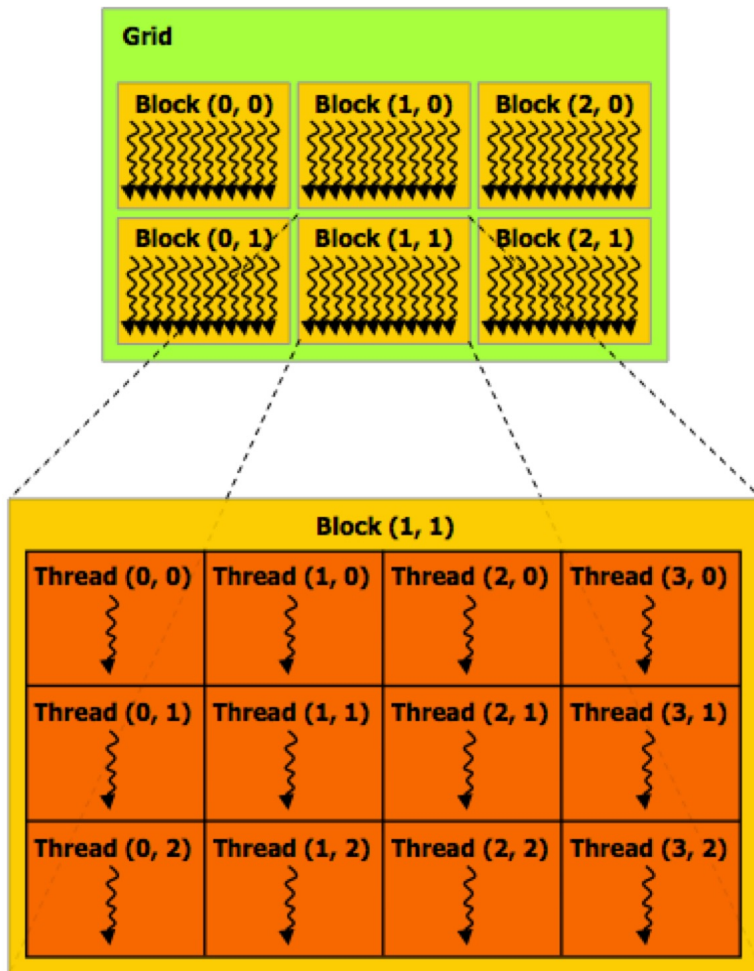 Grid
Block (0, 0) Block (1, 0) Block (2, 0)
Block (0, 1) Block (1, 1) Block (2, 1)
Block (1, 1)
Thread (0, 0) Thread (1, 0) Thread (2, 0) Thread (3, 0)
Thread (0, 1) Thread (1, 1) Thread (2, 1) Thread (3, 1)
Thread (0, 2) Thread (1, 2) Thread (2, 2) Thread (3, 2)